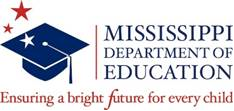 MISSISSIPPI
DEPARTMENT OF
EDUCATION
Ensuring a bright future for every child